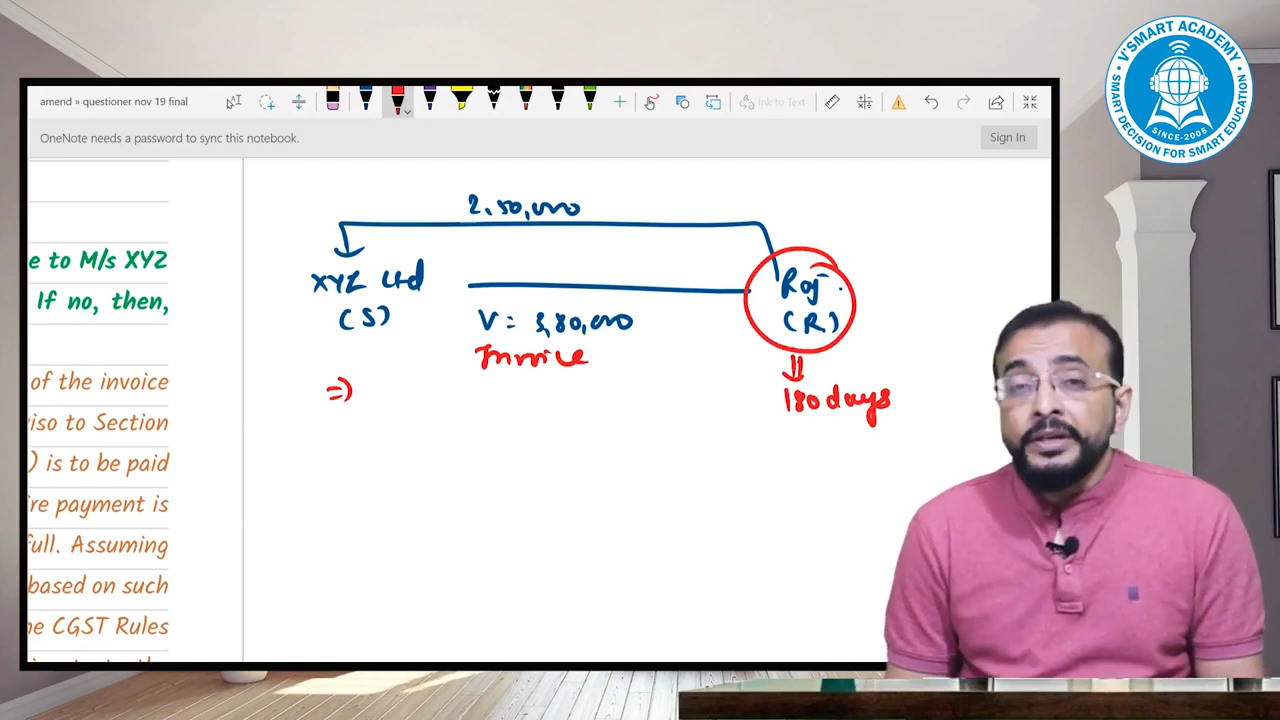 V'SMART ACADEMY
SMART DECISION FOR SMART EDUCATION
SINCE-2005
amend » questioner nov 19 final
Ink to Text
OneNote needs a password to sync this notebook.
Sign In
e to M/s XYZ
If no, then,
of the invoice
iso to Section
) is to be paid
re payment is
full. Assuming
based on such
he CGST Rules
2,50,000
XYZ Ltd
(S)
V = 3,80,000
Invoice
Raj
(R)
⇒
180 days